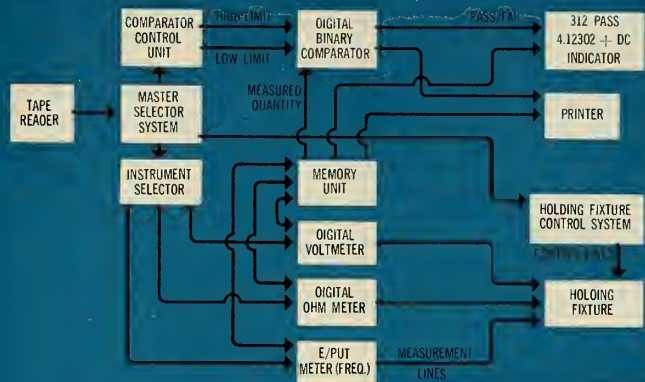 COMPARATOR
CONTROL
UNIT
HIGH-LIMIT
LOW LIMIT
DIGITAL
BINARY
COMPARATOR
PASS/FAIL
312 PASS
4.12302 + DC
INDICATOR
MEASURED
QUANTITY
TAPE
REAOER
MASTER
SELECTOR
SYSTEM
PRINTER
INSTRUMENT
SELECTOR
MEMORY
UNIT
HOLDING FIXTURE
CONTROL SYSTEM
OIGITAL
VOLTMETER
OIGITAL
OHM METER
HOLOING
FIXTURE
E/PUT
METER (FREQ.)
MEASUREMENT
LINES